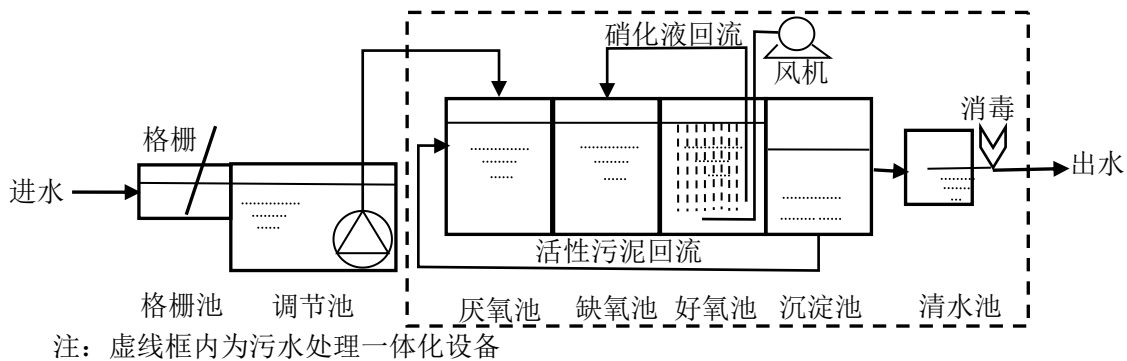 硝化液回流
风机
消毒
格栅
进水
出水
活性污泥回流
格栅池
调节池
厌氧池
缺氧池
好氧池
沉淀池
清水池
注：虚线框内为污水处理一体化设备